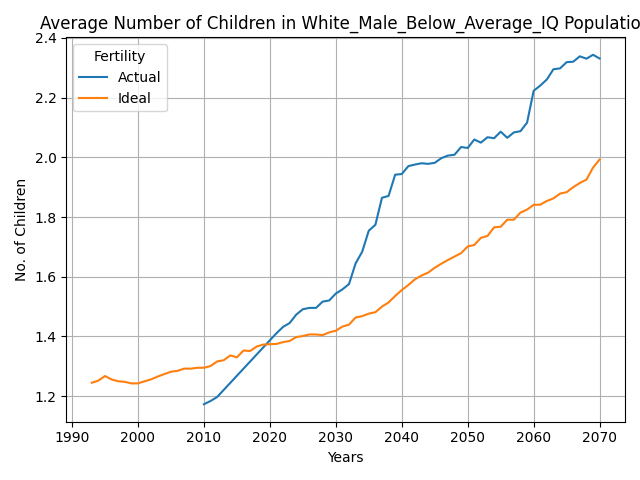 Average Number of Children in White_Male_Below_Average_IQ Populatio
2.4
2.2
2.0
1.8
1.6
1.4
1.2
No. of Children
Fertility
Actual
Ideal
1990 2000 2010 2020 2030 2040 2050 2060 2070
Years